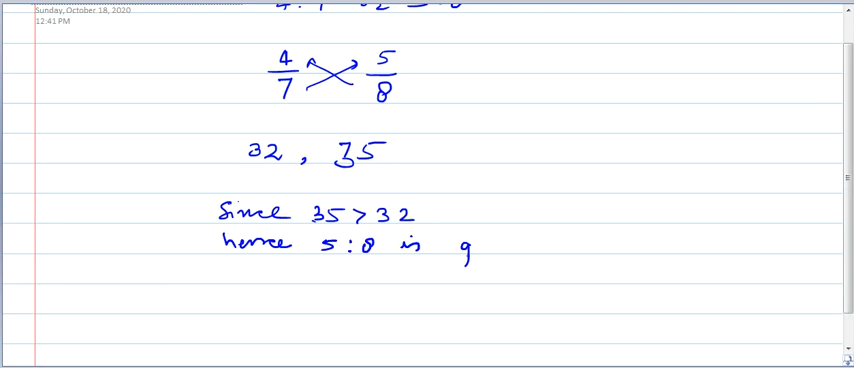 Sunday, October 18, 2020
12:41 PM
4 5
7 8
32 , 35
Since 35 > 32
hence 5 : 8 is g